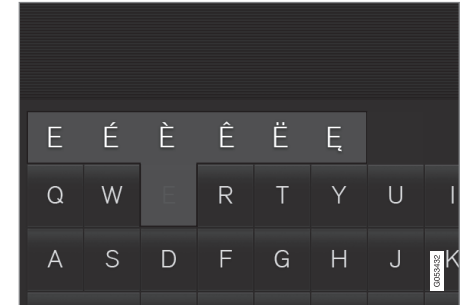 E É È Ê Ë Ę
Q W E R T Y U I
A S D F G H J K
G053432